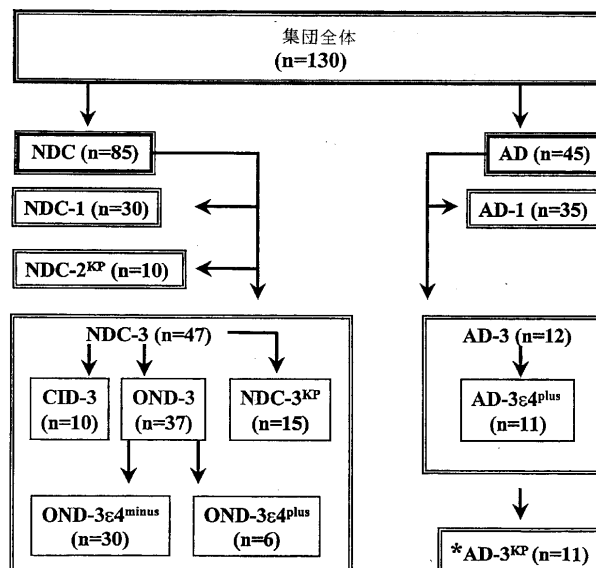 集団全体
(n=130)
NDC (n=85)
AD (n=45)
NDC-1 (n=30)
AD-1 (n=35)
NDC-2ᴷᴾ (n=10)
NDC-3 (n=47)
AD-3 (n=12)
CID-3
(n=10)
OND-3
(n=37)
NDC-3ᴷᴾ
(n=15)
AD-3ε4ᵖˡᵘˢ
(n=11)
OND-3ε4ᵐⁱⁿᵘˢ
(n=30)
OND-3ε4ᵖˡᵘˢ
(n=6)
*AD-3ᴷᴾ (n=11)